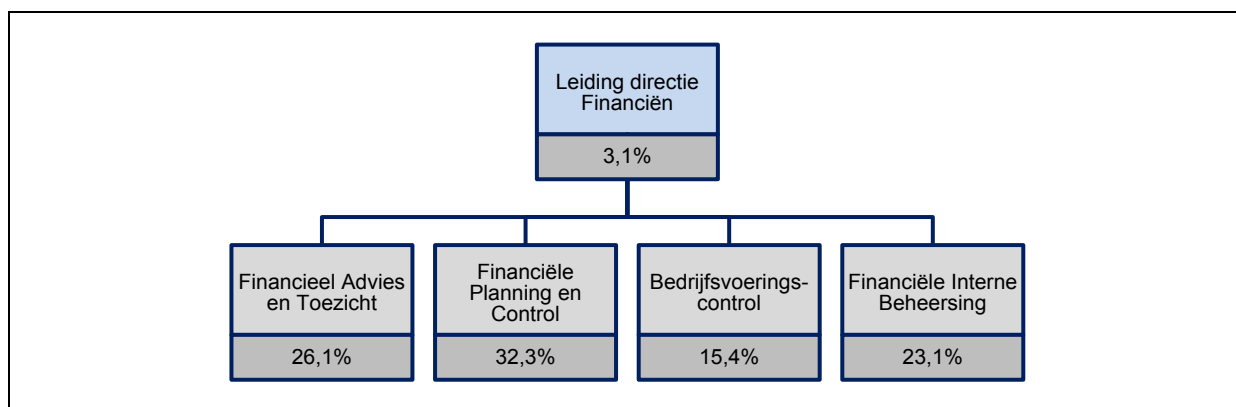 Leiding directie
Financiën
3,1%
Financieel Advies
en Toezicht
26,1%
Financiële
Planning en
Control
32,3%
Bedrijfsvoerings-
control
15,4%
Financiële Interne
Beheersing
23,1%